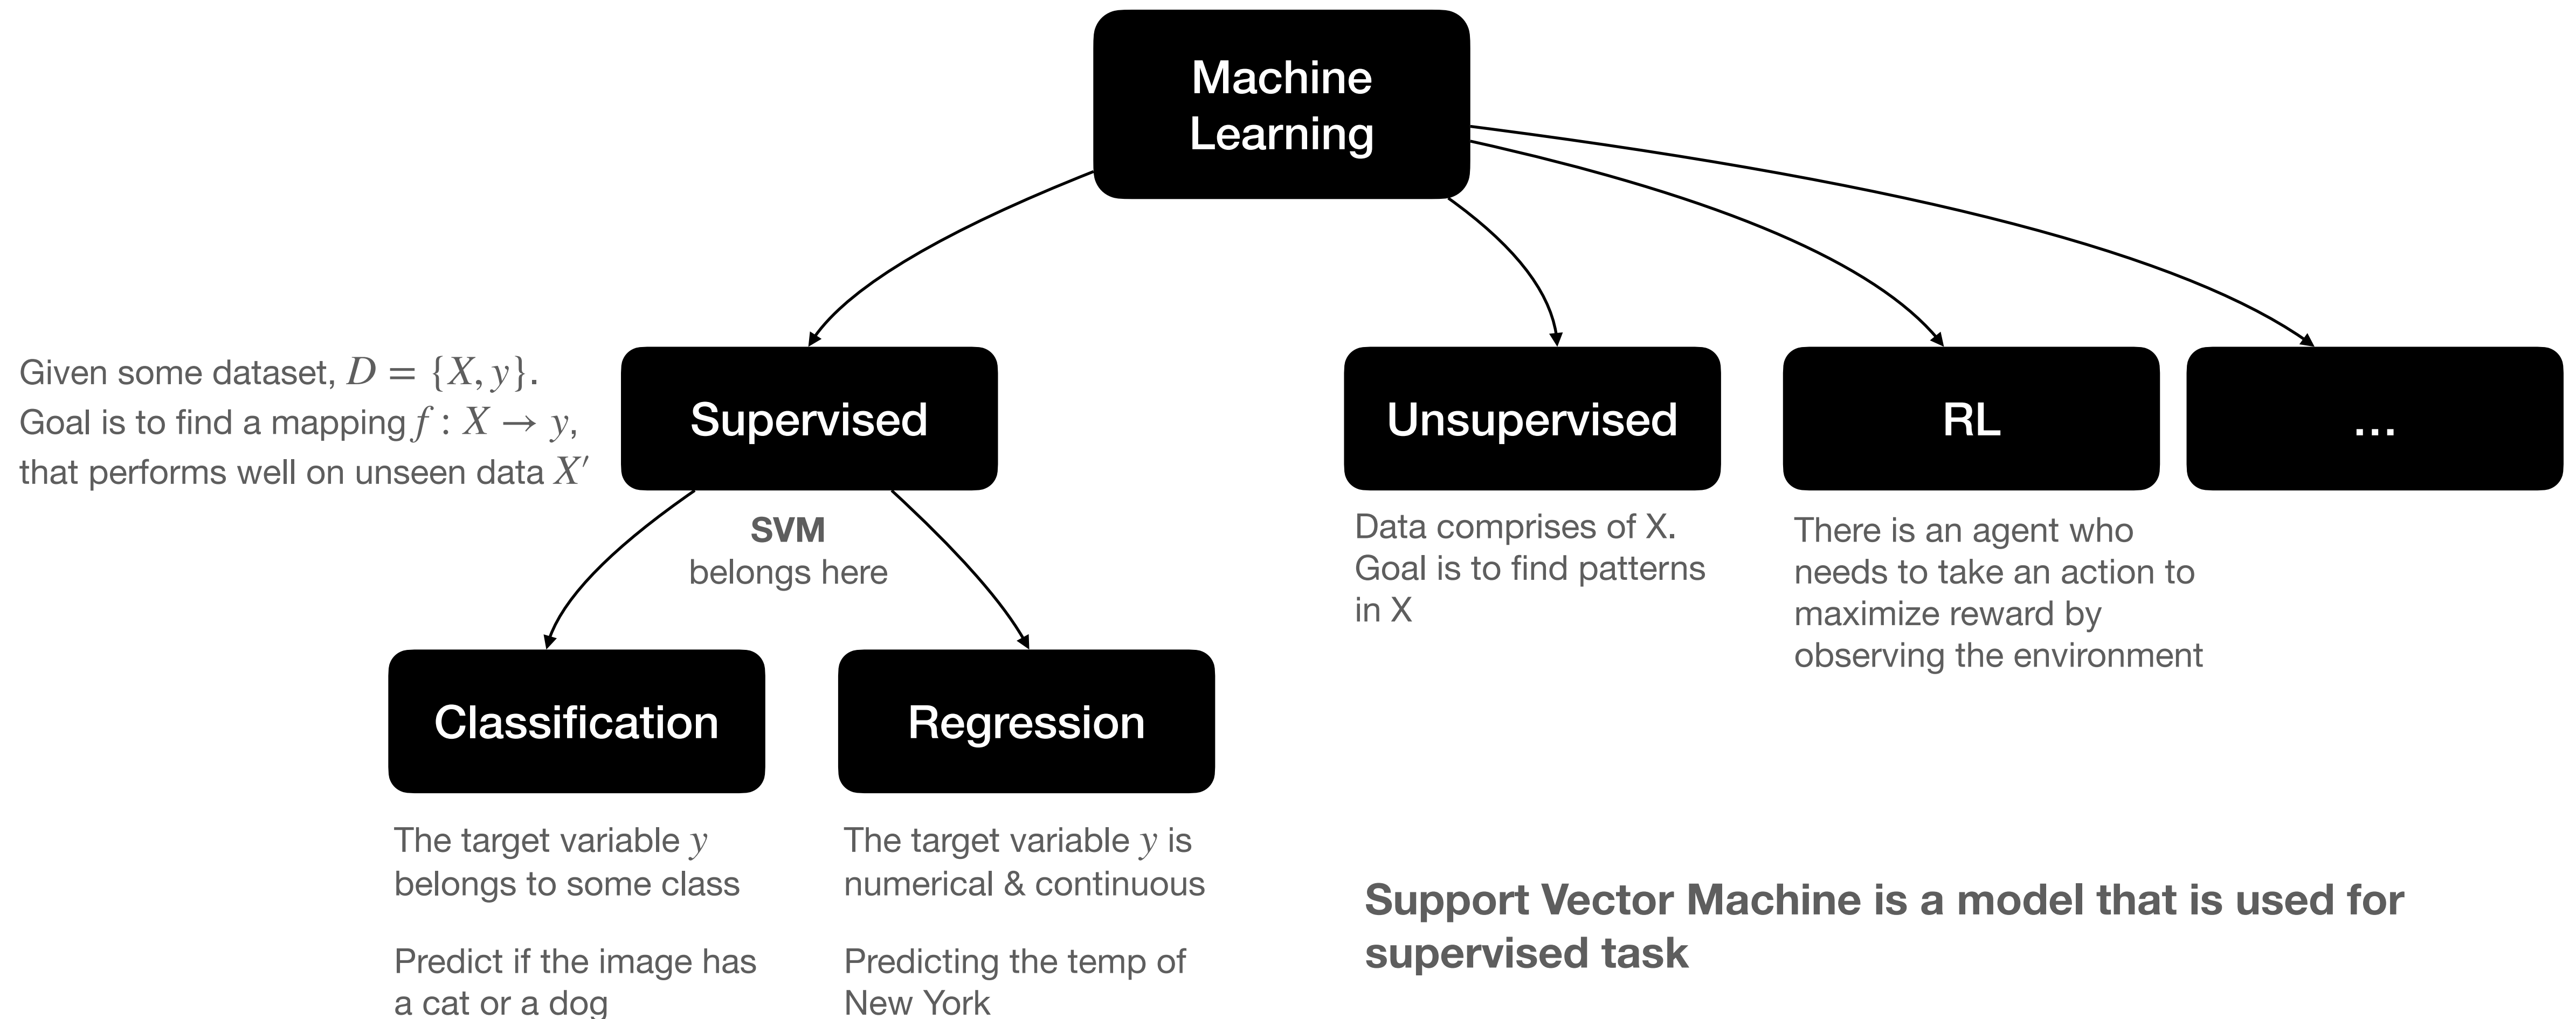 Machine
Learning
Given some dataset, D = {X, y}.
Goal is to find a mapping f : X → y,
that performs well on unseen data X′
Supervised
Unsupervised
RL
...
SVM
belongs here
Data comprises of X.
Goal is to find patterns
in X
There is an agent who
needs to take an action to
maximize reward by
observing the environment
Classification
Regression
The target variable y
belongs to some class
Predict if the image has
a cat or a dog
The target variable y is
numerical & continuous
Predicting the temp of
New York
Support Vector Machine is a model that is used for
supervised task